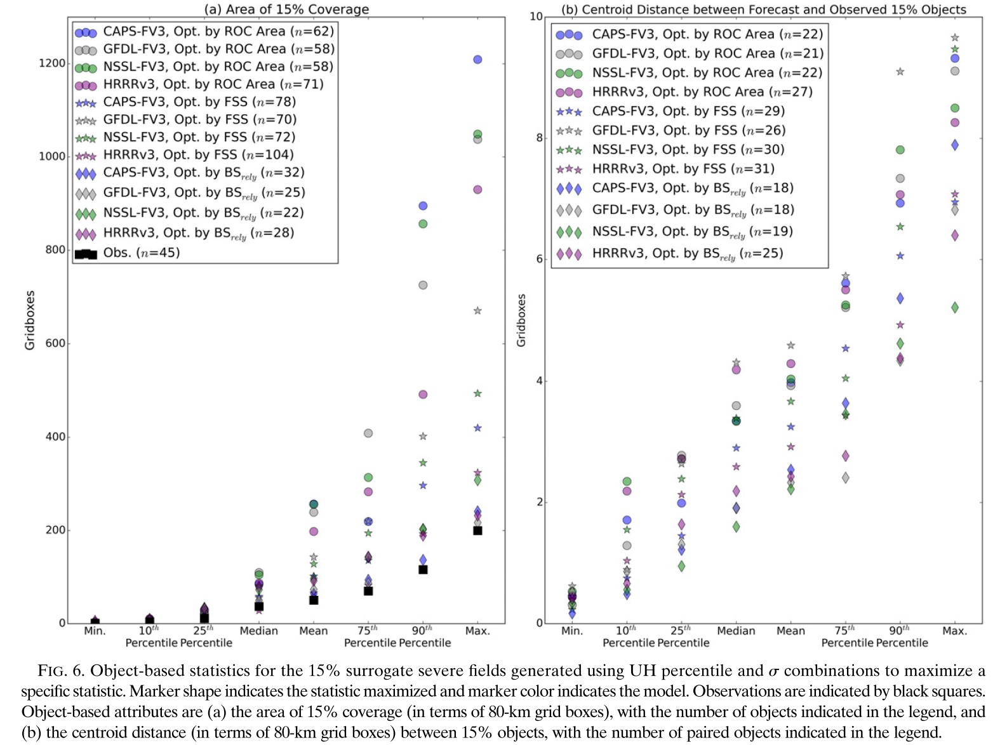 (a) Area of 15% Coverage
CAPS-FV3, Opt. by ROC Area (n=62)
GFDL-FV3, Opt. by ROC Area (n=58)
NSSL-FV3, Opt. by ROC Area (n=58)
HRRRv3, Opt. by ROC Area (n=71)
CAPS-FV3, Opt. by FSS (n=78)
GFDL-FV3, Opt. by FSS (n=70)
NSSL-FV3, Opt. by FSS (n=72)
HRRRv3, Opt. by FSS (n=104)
CAPS-FV3, Opt. by BSrely (n=32)
GFDL-FV3, Opt. by BSrely (n=25)
NSSL-FV3, Opt. by BSrely (n=22)
HRRRv3, Opt. by BSrely (n=28)
Obs. (n=45)
1200
1000
800
600
400
200
0
Gridboxes
Min. 10th 25th Median Mean 75th 90th Max.
Percentile Percentile Percentile Percentile
(b) Centroid Distance between Forecast and Observed 15% Objects
CAPS-FV3, Opt. by ROC Area (n=22)
GFDL-FV3, Opt. by ROC Area (n=21)
NSSL-FV3, Opt. by ROC Area (n=22)
HRRRv3, Opt. by ROC Area (n=27)
CAPS-FV3, Opt. by FSS (n=29)
GFDL-FV3, Opt. by FSS (n=26)
NSSL-FV3, Opt. by FSS (n=30)
HRRRv3, Opt. by FSS (n=31)
CAPS-FV3, Opt. by BSrely (n=18)
GFDL-FV3, Opt. by BSrely (n=18)
NSSL-FV3, Opt. by BSrely (n=19)
HRRRv3, Opt. by BSrely (n=25)
10
8
6
4
2
0
Gridboxes
Min. 10th 25th Median Mean 75th 90th Max.
Percentile Percentile Percentile Percentile
FIG. 6. Object-based statistics for the 15% surrogate severe fields generated using UH percentile and σ combinations to maximize a
specific statistic. Marker shape indicates the statistic maximized and marker color indicates the model. Observations are indicated by black squares.
Object-based attributes are (a) the area of 15% coverage (in terms of 80-km grid boxes), with the number of objects indicated in the legend, and
(b) the centroid distance (in terms of 80-km grid boxes) between 15% objects, with the number of paired objects indicated in the legend.